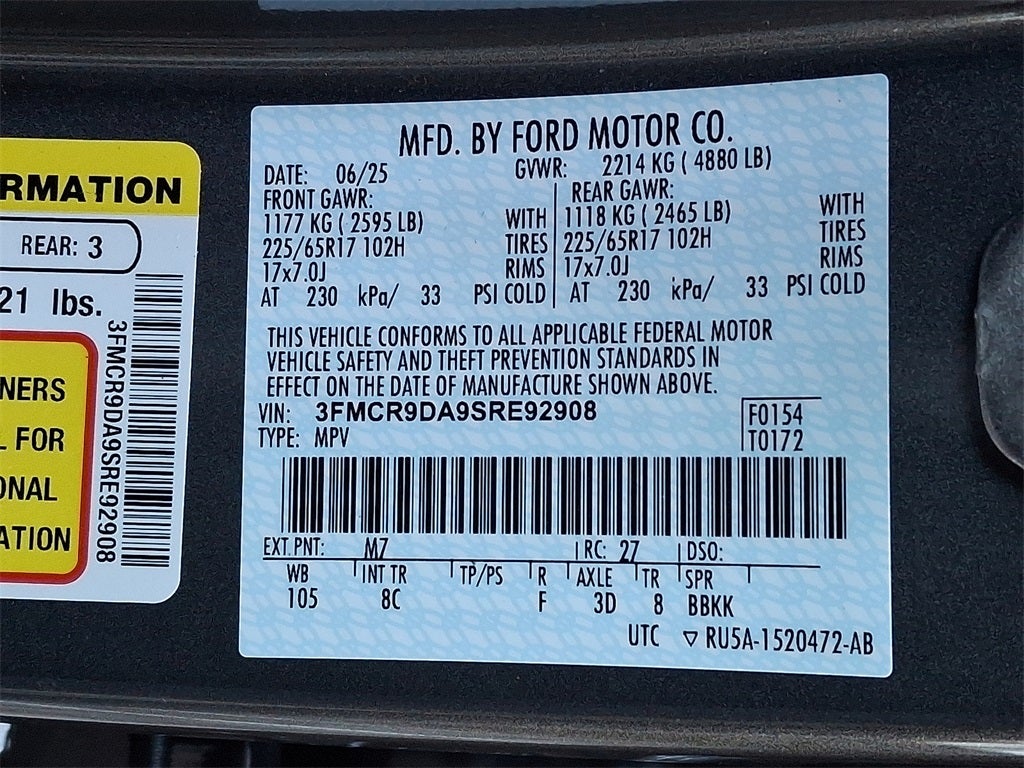 RMATION
REAR: 3
21 lbs.
NERS
L FOR
ONAL
ATION
3FMCR9DA9SRE92908
MFD. BY FORD MOTOR CO.
DATE: 06/25 GVWR: 2214 KG ( 4880 LB)
FRONT GAWR: REAR GAWR:
1177 KG ( 2595 LB) WITH 1118 KG ( 2465 LB) WITH
225/65R17 102H TIRES 225/65R17 102H TIRES
17x7.0J RIMS 17x7.0J RIMS
AT 230 kPa/ 33 PSI COLD AT 230 kPa/ 33 PSI COLD
THIS VEHICLE CONFORMS TO ALL APPLICABLE FEDERAL MOTOR
VEHICLE SAFETY AND THEFT PREVENTION STANDARDS IN
EFFECT ON THE DATE OF MANUFACTURE SHOWN ABOVE.
VIN: 3FMCR9DA9SRE92908 F0154
TYPE: MPV T0172
EXT PNT: M7 RC: 27 DSO:
WB INT TR TP/PS R AXLE TR SPR
105 8C F 3D 8 BBKK
UTC ▽ RU5A-1520472-AB